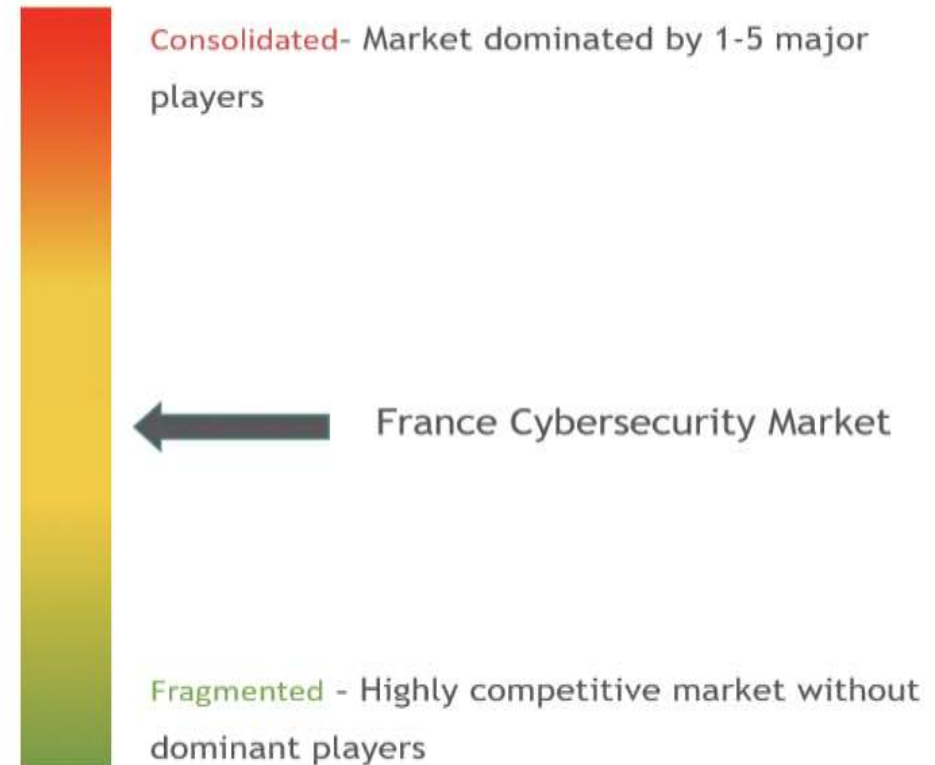 Consolidated- Market dominated by 1-5 major
players
France Cybersecurity Market
Fragmented - Highly competitive market without
dominant players